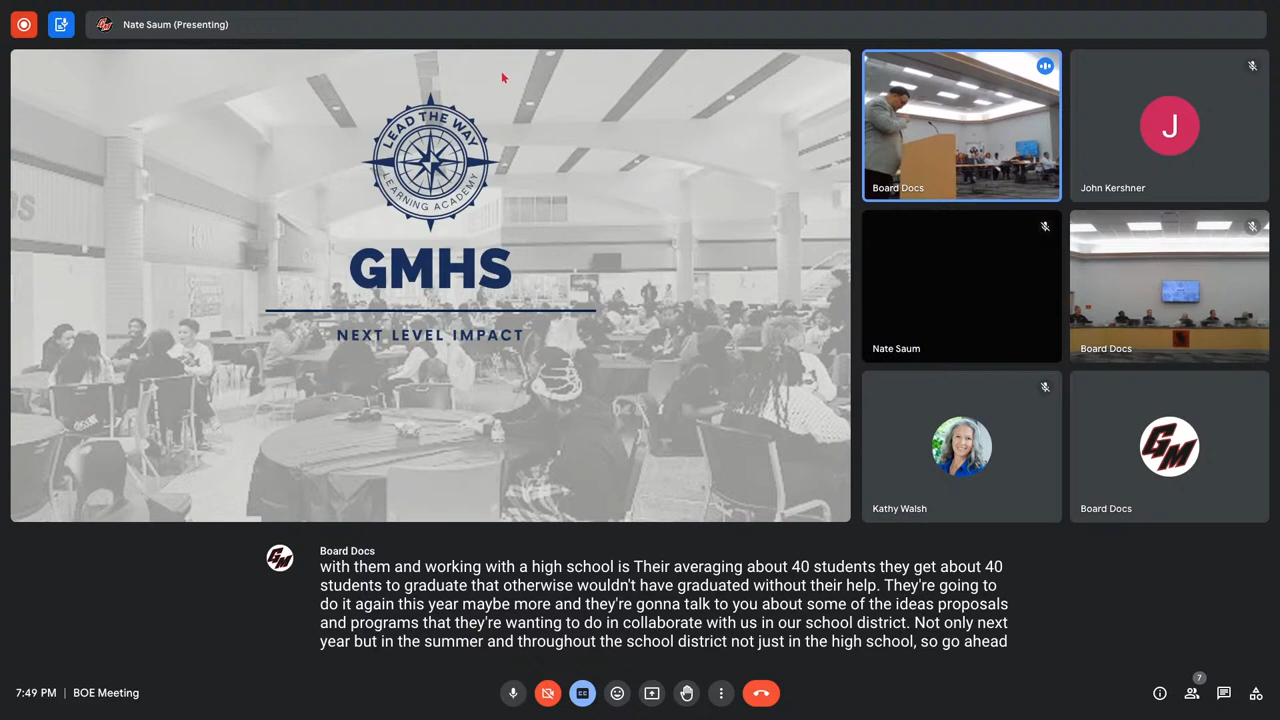 Nate Saum (Presenting)
LEAD THE WAY
LEARNING ACADEMY
GMHS
NEXT LEVEL IMPACT
Board Docs
J
John Kershner
Nate Saum
Board Docs
Kathy Walsh
GM
Board Docs
GM
Board Docs
with them and working with a high school is Their averaging about 40 students they get about 40
students to graduate that otherwise wouldn't have graduated without their help. They're going to
do it again this year maybe more and they're gonna talk to you about some of the ideas proposals
and programs that they're wanting to do in collaborate with us in our school district. Not only next
year but in the summer and throughout the school district not just in the high school, so go ahead
7:49 PM | BOE Meeting
CC
7